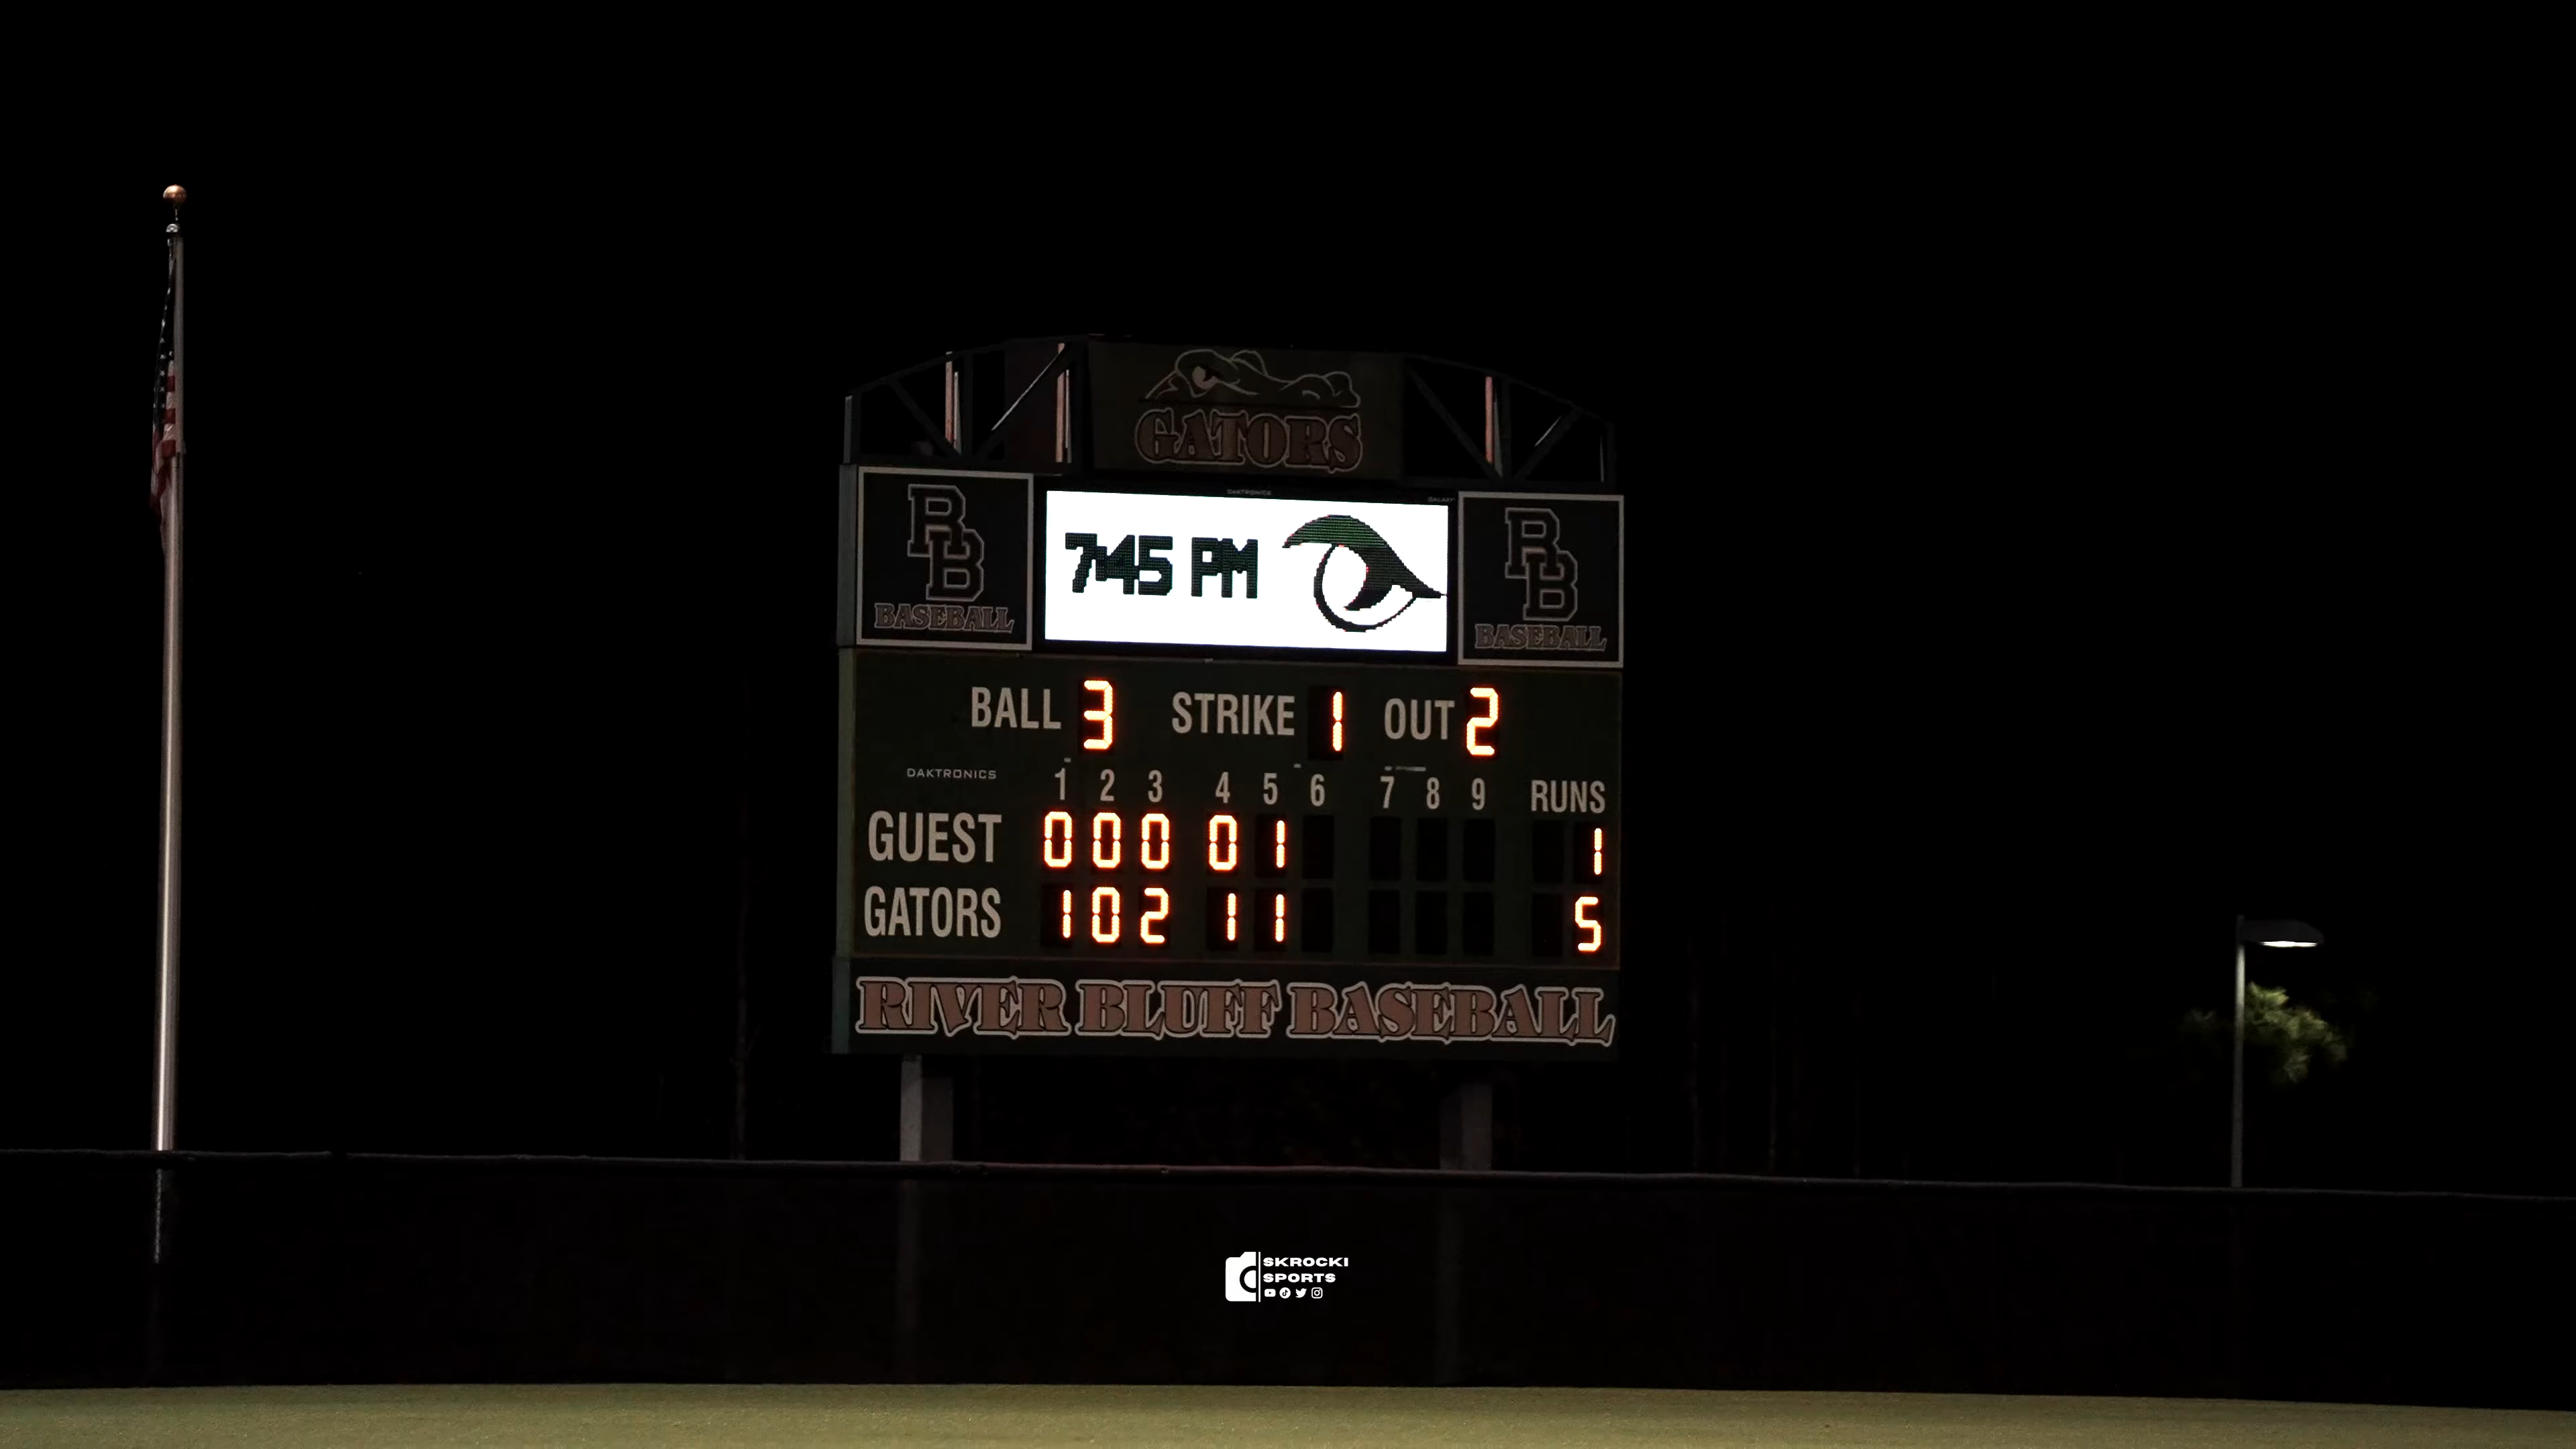 GATORS
DAKTRONICS
GALAXY
RB
BASEBALL
7:45 PM
RB
BASEBALL
BALL 3 STRIKE 1 OUT 2
DAKTRONICS
1 2 3 4 5 6 7 8 9 RUNS
GUEST 0 0 0 0 1 1
GATORS 1 0 2 1 1 5
RIVER BLUFF BASEBALL
SKROCKI
SPORTS